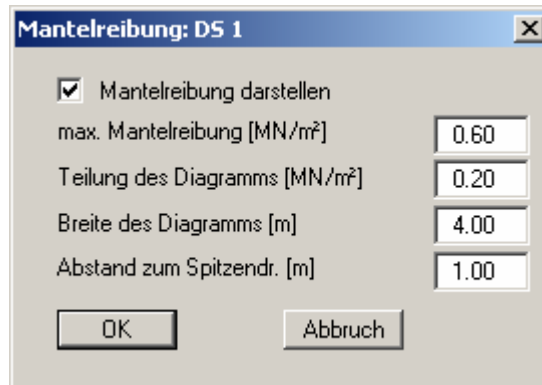 Mantelreibung: DS 1
Mantelreibung darstellen
max. Mantelreibung [MN/m²] 0.60
Teilung des Diagramms [MN/m²] 0.20
Breite des Diagramms [m] 4.00
Abstand zum Spitzendr. [m] 1.00
OK Abbruch